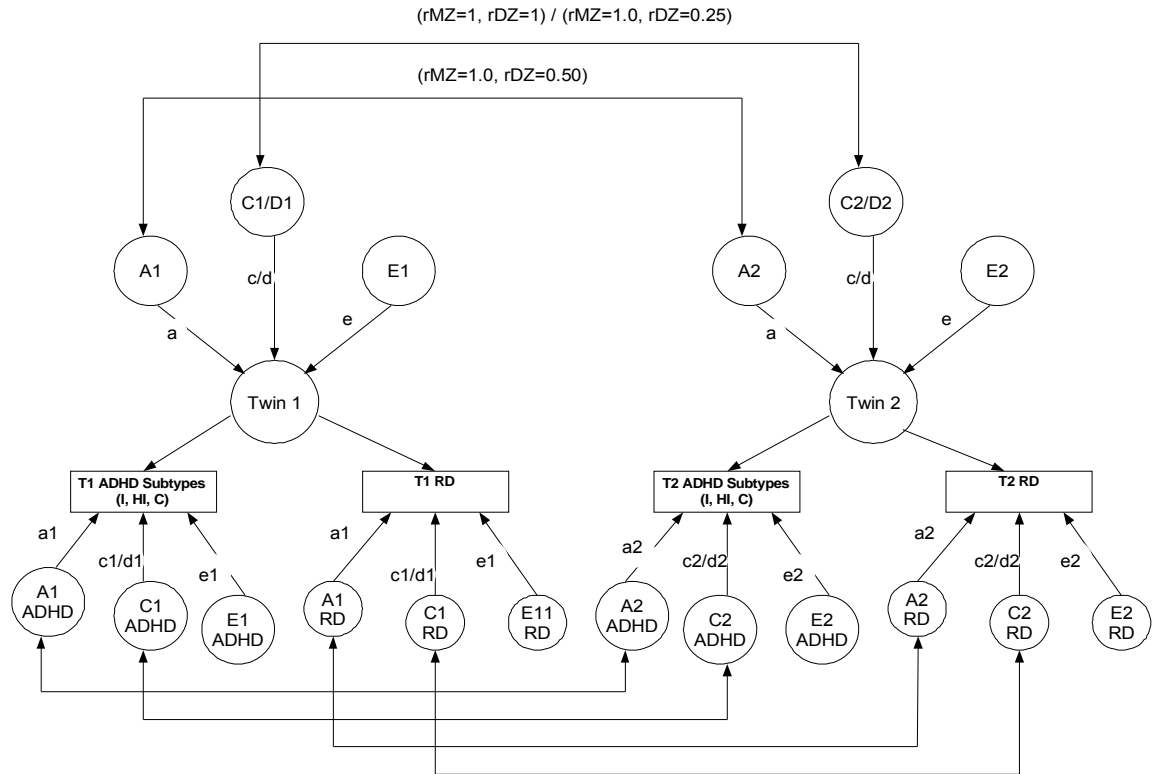 (rMZ=1, rDZ=1) / (rMZ=1.0, rDZ=0.25)
(rMZ=1.0, rDZ=0.50)
C1/D1
C2/D2
A1
E1
A2
E2
c/d
c/d
a
e
a
e
Twin 1
Twin 2
T1 ADHD Subtypes
(I, HI, C)
T1 RD
T2 ADHD Subtypes
(I, HI, C)
T2 RD
a1
c1/d1
e1
a1
c1/d1
e1
a2
c2/d2
e2
a2
c2/d2
e2
A1
ADHD
C1
ADHD
E1
ADHD
A1
RD
C1
RD
E11
RD
A2
ADHD
C2
ADHD
E2
ADHD
A2
RD
C2
RD
E2
RD